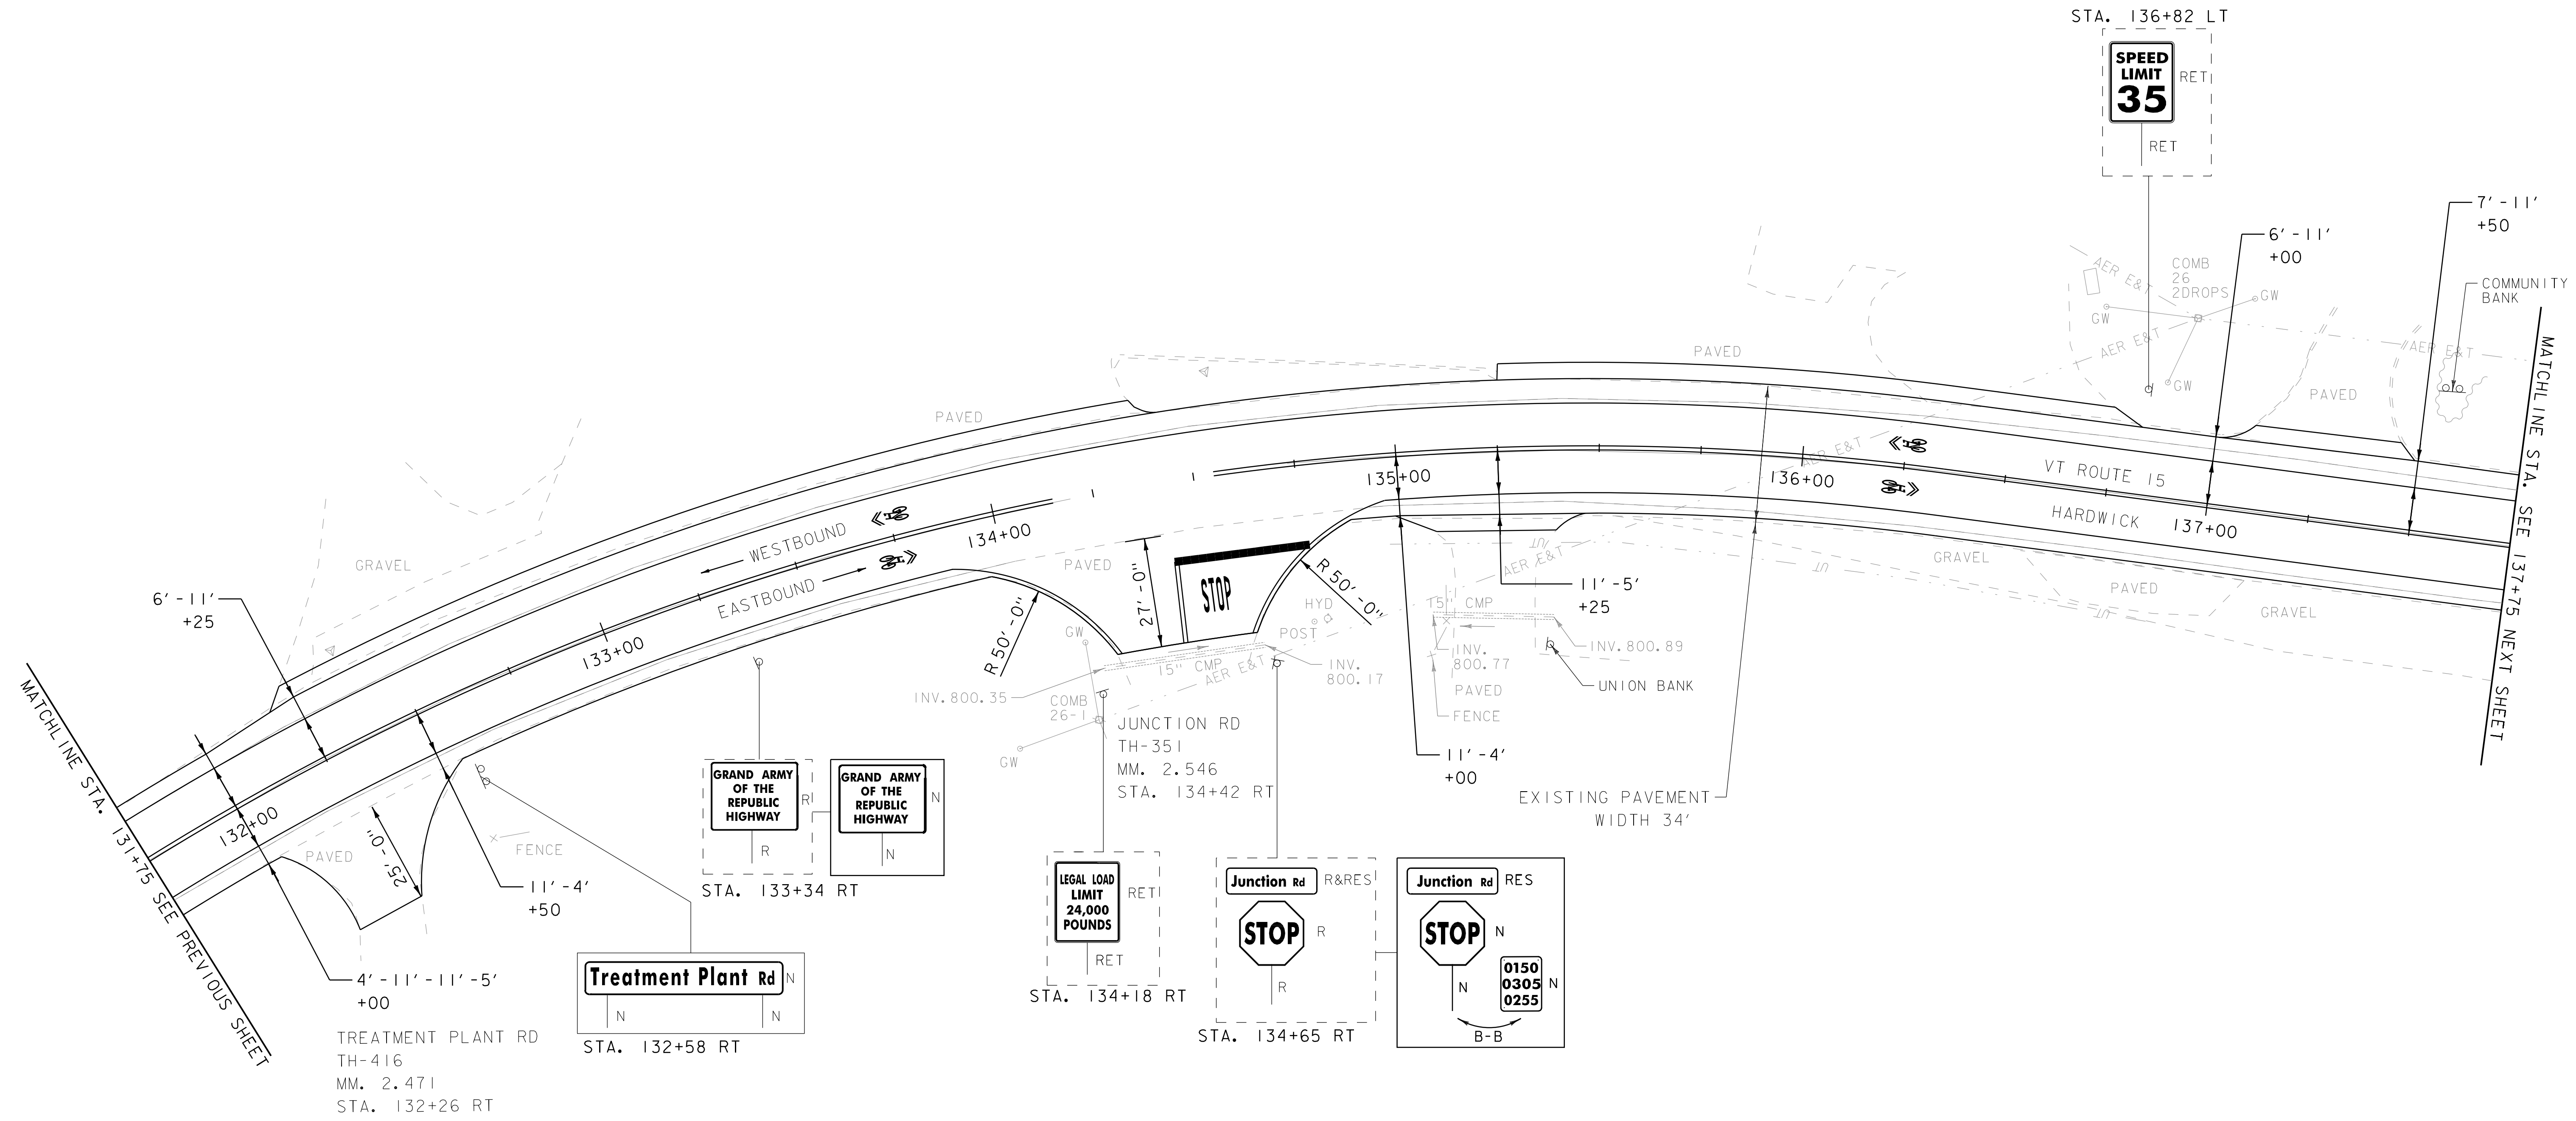 STA. 136+82 LT
SPEED
LIMIT
35
RET
RET
7'-11'
+50
6'-11'
+00
COMB
26
2DROPS
GW
GW
GW
AER E&T
AER E&T
AER E&T
AER E&T
COMMUNITY
BANK
PAVED
PAVED
PAVED
MATCHLINE STA. 137+75 NEXT SHEET
SEE
VT ROUTE 15
HARDWICK
135+00
136+00
137+00
134+00
133+00
132+00
WESTBOUND
EASTBOUND
GRAVEL
6'-11'
+25
PAVED
27'-0"
STOP
R 50'-0"
R 50'-0"
HYD
POST
GW
15" CMP
AER E&T
INV.800.35
INV.
800.17
COMB
26-1
GW
15" CMP
AER E&T
UT
UT
UT
INV.
800.77
INV.800.89
PAVED
FENCE
UNION BANK
11'-5'
+25
11'-4'
+00
GRAVEL
PAVED
GRAVEL
EXISTING PAVEMENT
WIDTH 34'
JUNCTION RD
TH-351
MM. 2.546
STA. 134+42 RT
MATCHLINE STA. 131+75 SEE PREVIOUS SHEET
PAVED
25'-0"
FENCE
11'-4'
+50
4'-11'-11'-5'
+00
TREATMENT PLANT RD
TH-416
MM. 2.471
STA. 132+26 RT
Treatment Plant Rd
N
N
N
STA. 132+58 RT
GRAND ARMY
OF THE
REPUBLIC
HIGHWAY
R
R
GRAND ARMY
OF THE
REPUBLIC
HIGHWAY
N
N
STA. 133+34 RT
LEGAL LOAD
LIMIT
24,000
POUNDS
RET
RET
STA. 134+18 RT
Junction Rd
R&RES
STOP
R
R
STA. 134+65 RT
Junction Rd
RES
STOP
N
N
0150
0305
0255
N
B-B